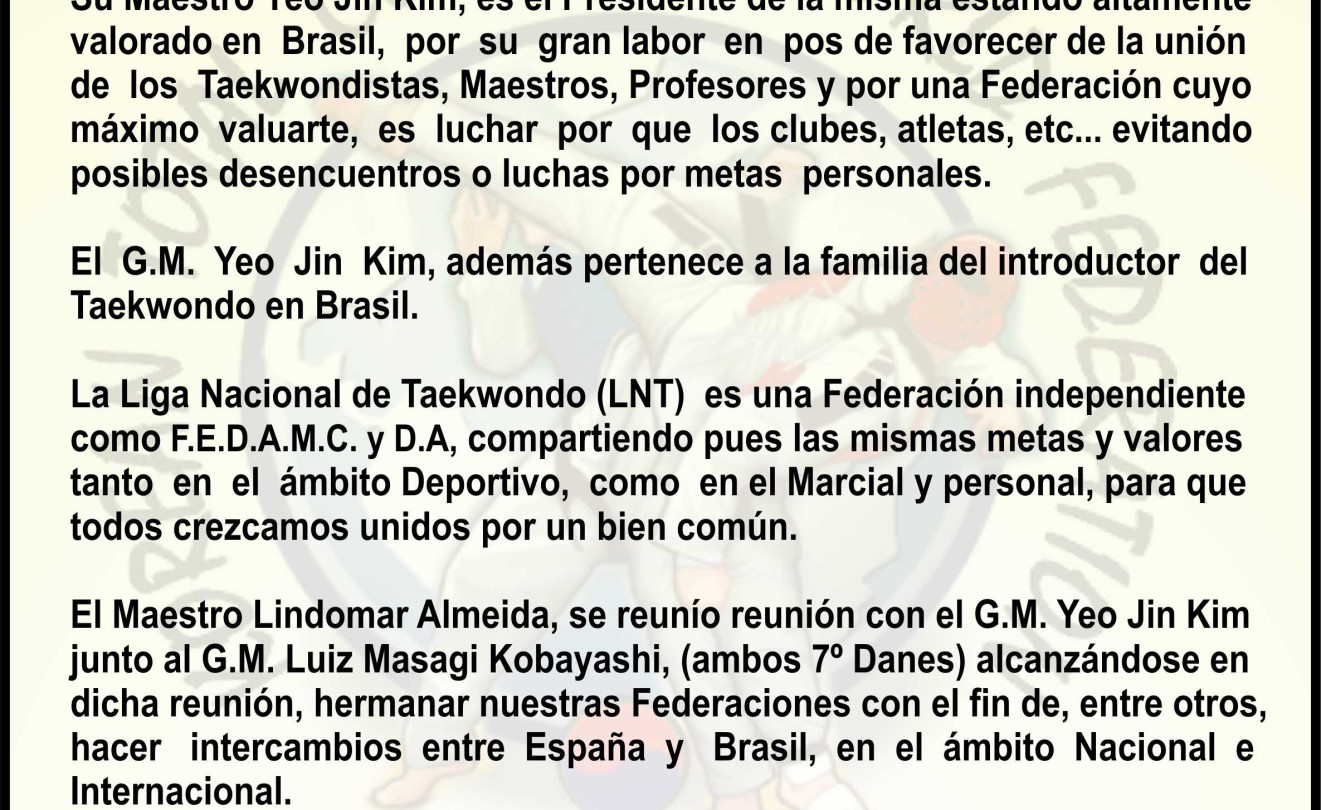 Su Maestro Yeo Jin Kim, es el Presidente de la misma estando altamente
valorado en Brasil, por su gran labor en pos de favorecer de la unión
de los Taekwondistas, Maestros, Profesores y por una Federación cuyo
máximo valuarte, es luchar por que los clubes, atletas, etc... evitando
posibles desencuentros o luchas por metas personales.
El G.M. Yeo Jin Kim, además pertenece a la familia del introductor del
Taekwondo en Brasil.
La Liga Nacional de Taekwondo (LNT) es una Federación independiente
como F.E.D.A.M.C. y D.A, compartiendo pues las mismas metas y valores
tanto en el ámbito Deportivo, como en el Marcial y personal, para que
todos crezcamos unidos por un bien común.
El Maestro Lindomar Almeida, se reunío reunión con el G.M. Yeo Jin Kim
junto al G.M. Luiz Masagi Kobayashi, (ambos 7º Danes) alcanzándose en
dicha reunión, hermanar nuestras Federaciones con el fin de, entre otros,
hacer intercambios entre España y Brasil, en el ámbito Nacional e
Internacional.
FEDERATION